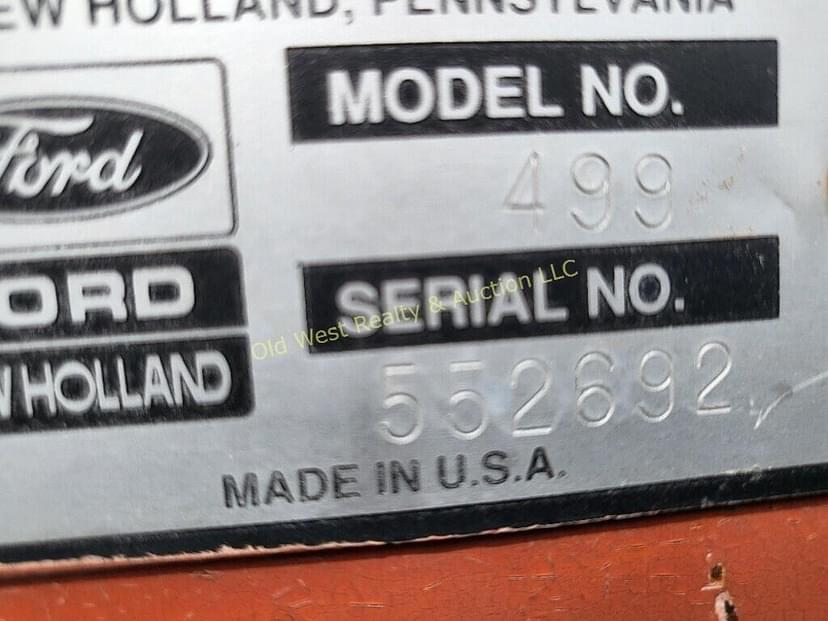 EW HOLLAND, PENNSYLVANIA
Ford
MODEL NO.
499
ORD
W HOLLAND
SERIAL NO.
552692
Old West Realty & Auction LLC
MADE IN U.S.A.